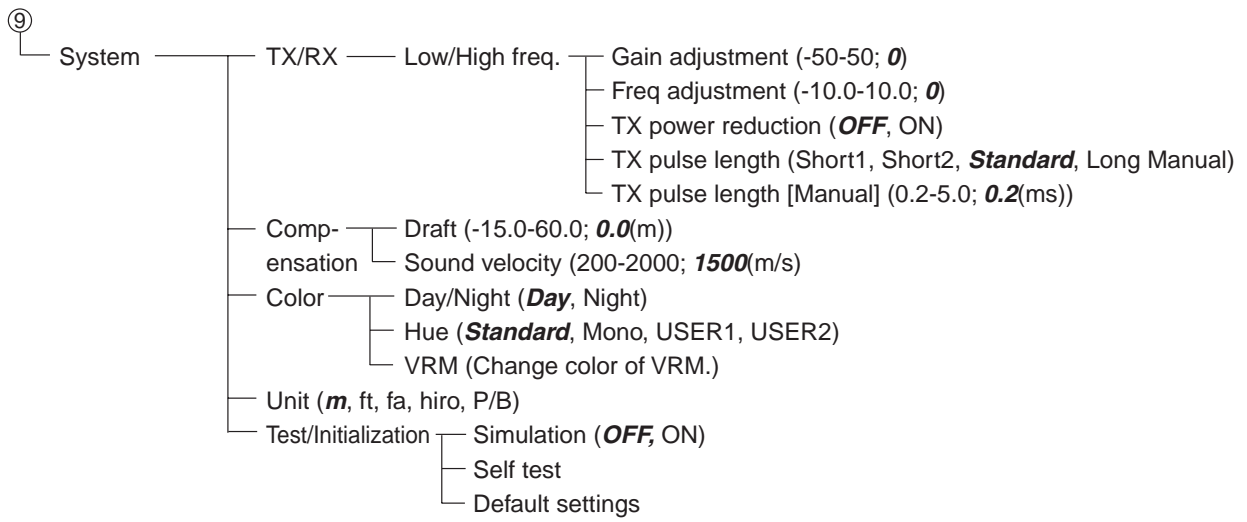 ⑨
System
TX/RX
Low/High freq.
Gain adjustment (-50-50; 0)
Freq adjustment (-10.0-10.0; 0)
TX power reduction (OFF, ON)
TX pulse length (Short1, Short2, Standard, Long Manual)
TX pulse length [Manual] (0.2-5.0; 0.2(ms))
Comp-
ensation
Draft (-15.0-60.0; 0.0(m))
Sound velocity (200-2000; 1500(m/s)
Color
Day/Night (Day, Night)
Hue (Standard, Mono, USER1, USER2)
VRM (Change color of VRM.)
Unit (m, ft, fa, hiro, P/B)
Test/Initialization
Simulation (OFF, ON)
Self test
Default settings